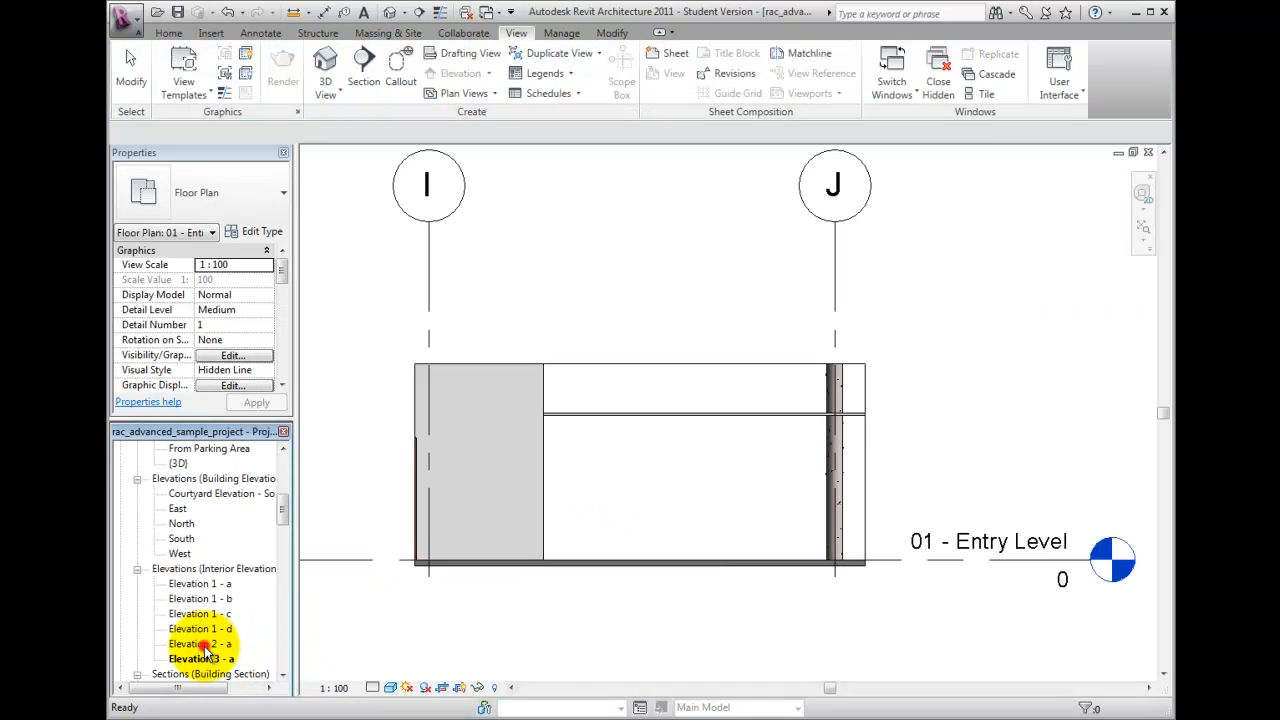 Autodesk Revit Architecture 2011 - Student Version - [rac_adva...
Type a keyword or phrase
Home
Insert
Annotate
Structure
Massing & Site
Collaborate
View
Manage
Modify
Modify
View
Templates
Render
3D
View
Section
Callout
Drafting View
Elevation
Plan Views
Duplicate View
Legends
Schedules
Scope
Box
Sheet
View
Title Block
Revisions
Guide Grid
Matchline
View Reference
Viewports
Switch
Windows
Close
Hidden
Replicate
Cascade
Tile
User
Interface
Select
Graphics
Create
Sheet Composition
Windows
Properties
Floor Plan
Floor Plan: 01 - Entr
Edit Type
Graphics
View Scale 1 : 100
Scale Value 1: 100
Display Model Normal
Detail Level Medium
Detail Number 1
Rotation on S... None
Visibility/Grap... Edit...
Visual Style Hidden Line
Graphic Displ... Edit...
Properties help
Apply
rac_advanced_sample_project - Proj...
From Parking Area
(3D)
Elevations (Building Elevatio
Courtyard Elevation - So
East
North
South
West
Elevations (Interior Elevation
Elevation 1 - a
Elevation 1 - b
Elevation 1 - c
Elevation 1 - d
Elevation 2 - a
Elevation 3 - a
Sections (Building Section)
I
J
01 - Entry Level
0
1 : 100
Ready
Main Model
:0